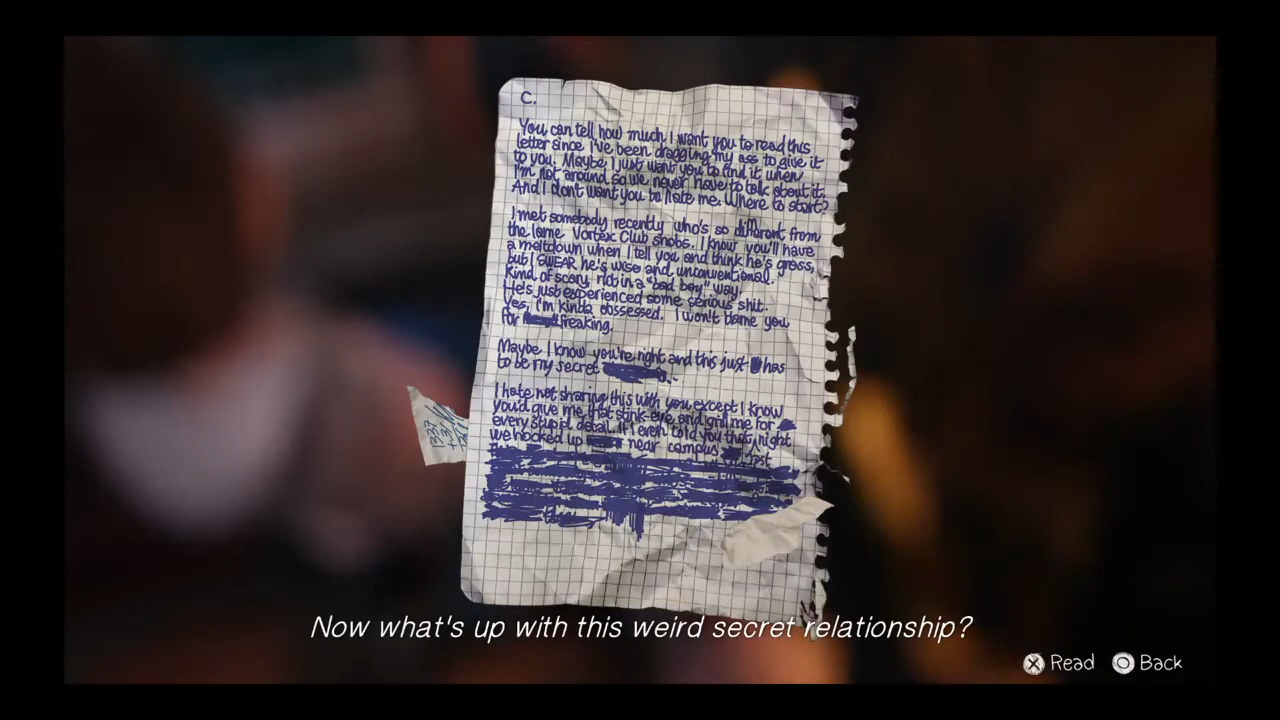 C.
You can tell how much I want you to read this
letter since I've been dragging my ass to give it
to you. Maybe I just want you to find it when
I'm not around so we never have to talk about it.
And I dont want you to hate me. Where to start?
I met somebody recently who's so different from
the lame Vortex Club snobs. I know you'll have
a meltdown when I tell you and think he's gross,
but I SWEAR he's wise and unconventional.
Kind of scary, not in a "bad boy" way.
He's just experienced some serious shit.
Yes, I'm kinda obsessed. I won't blame you
for freaking.
Maybe I know you're right and this just has
to be my secret
I hate not sharing this with you except I know
you'd give me that stink-eye and grill me for
every stupid detail. If I even told you that night
we hooked up near campus
Now what's up with this weird secret relationship?
Read
Back